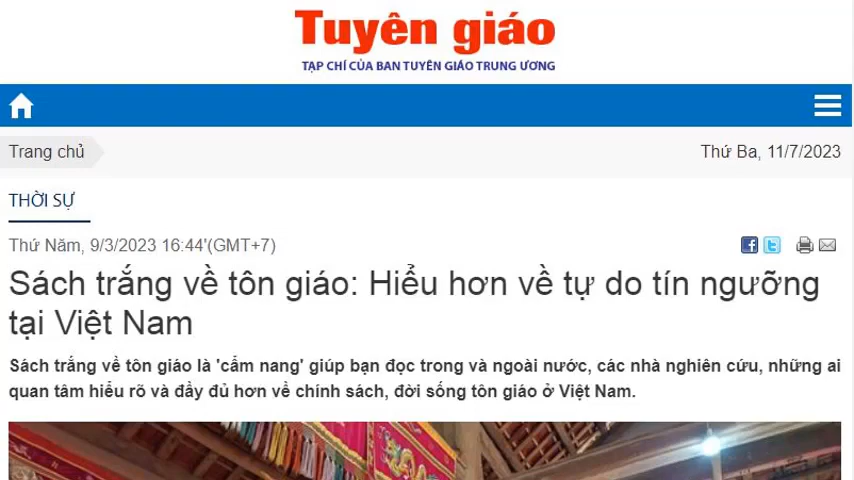 Tuyên giáo
TẠP CHÍ CỦA BAN TUYÊN GIÁO TRUNG ƯƠNG
Trang chủ
Thứ Ba, 11/7/2023
THỜI SỰ
Thứ Năm, 9/3/2023 16:44'(GMT+7)
Sách trắng về tôn giáo: Hiểu hơn về tự do tín ngưỡng
tại Việt Nam
Sách trắng về tôn giáo là 'cẩm nang' giúp bạn đọc trong và ngoài nước, các nhà nghiên cứu, những ai
quan tâm hiểu rõ và đầy đủ hơn về chính sách, đời sống tôn giáo ở Việt Nam.